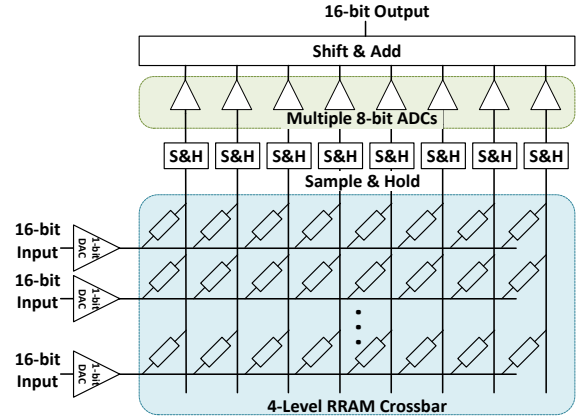 16-bit Output
Shift & Add
Multiple 8-bit ADCs
S&H S&H S&H S&H S&H S&H S&H S&H
Sample & Hold
16-bit
Input
1-bit
DAC
16-bit
Input
1-bit
DAC
16-bit
Input
1-bit
DAC
4-Level RRAM Crossbar